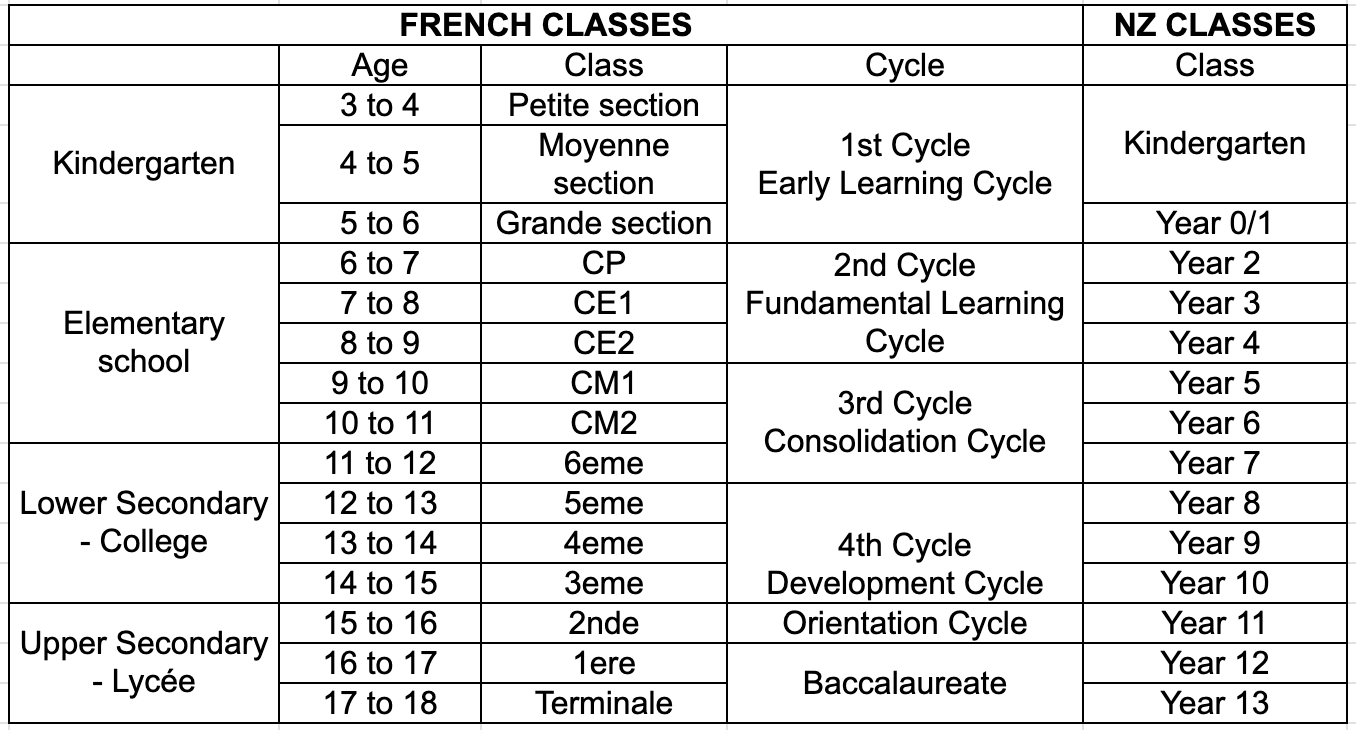 FRENCH CLASSES NZ CLASSES
Age Class Cycle Class
Kindergarten
3 to 4 Petite section
4 to 5 Moyenne
section
5 to 6 Grande section
1st Cycle
Early Learning Cycle
Kindergarten
Year 0/1
Elementary
school
6 to 7 CP
7 to 8 CE1
8 to 9 CE2
9 to 10 CM1
10 to 11 CM2
2nd Cycle
Fundamental Learning
Cycle
Year 2
Year 3
Year 4
3rd Cycle
Consolidation Cycle
Year 5
Year 6
Year 7
Lower Secondary
- College
11 to 12 6eme
12 to 13 5eme
13 to 14 4eme
14 to 15 3eme
4th Cycle
Development Cycle
Year 8
Year 9
Year 10
Upper Secondary
- Lycée
15 to 16 2nde Orientation Cycle Year 11
16 to 17 1ere
17 to 18 Terminale
Baccalaureate
Year 12
Year 13